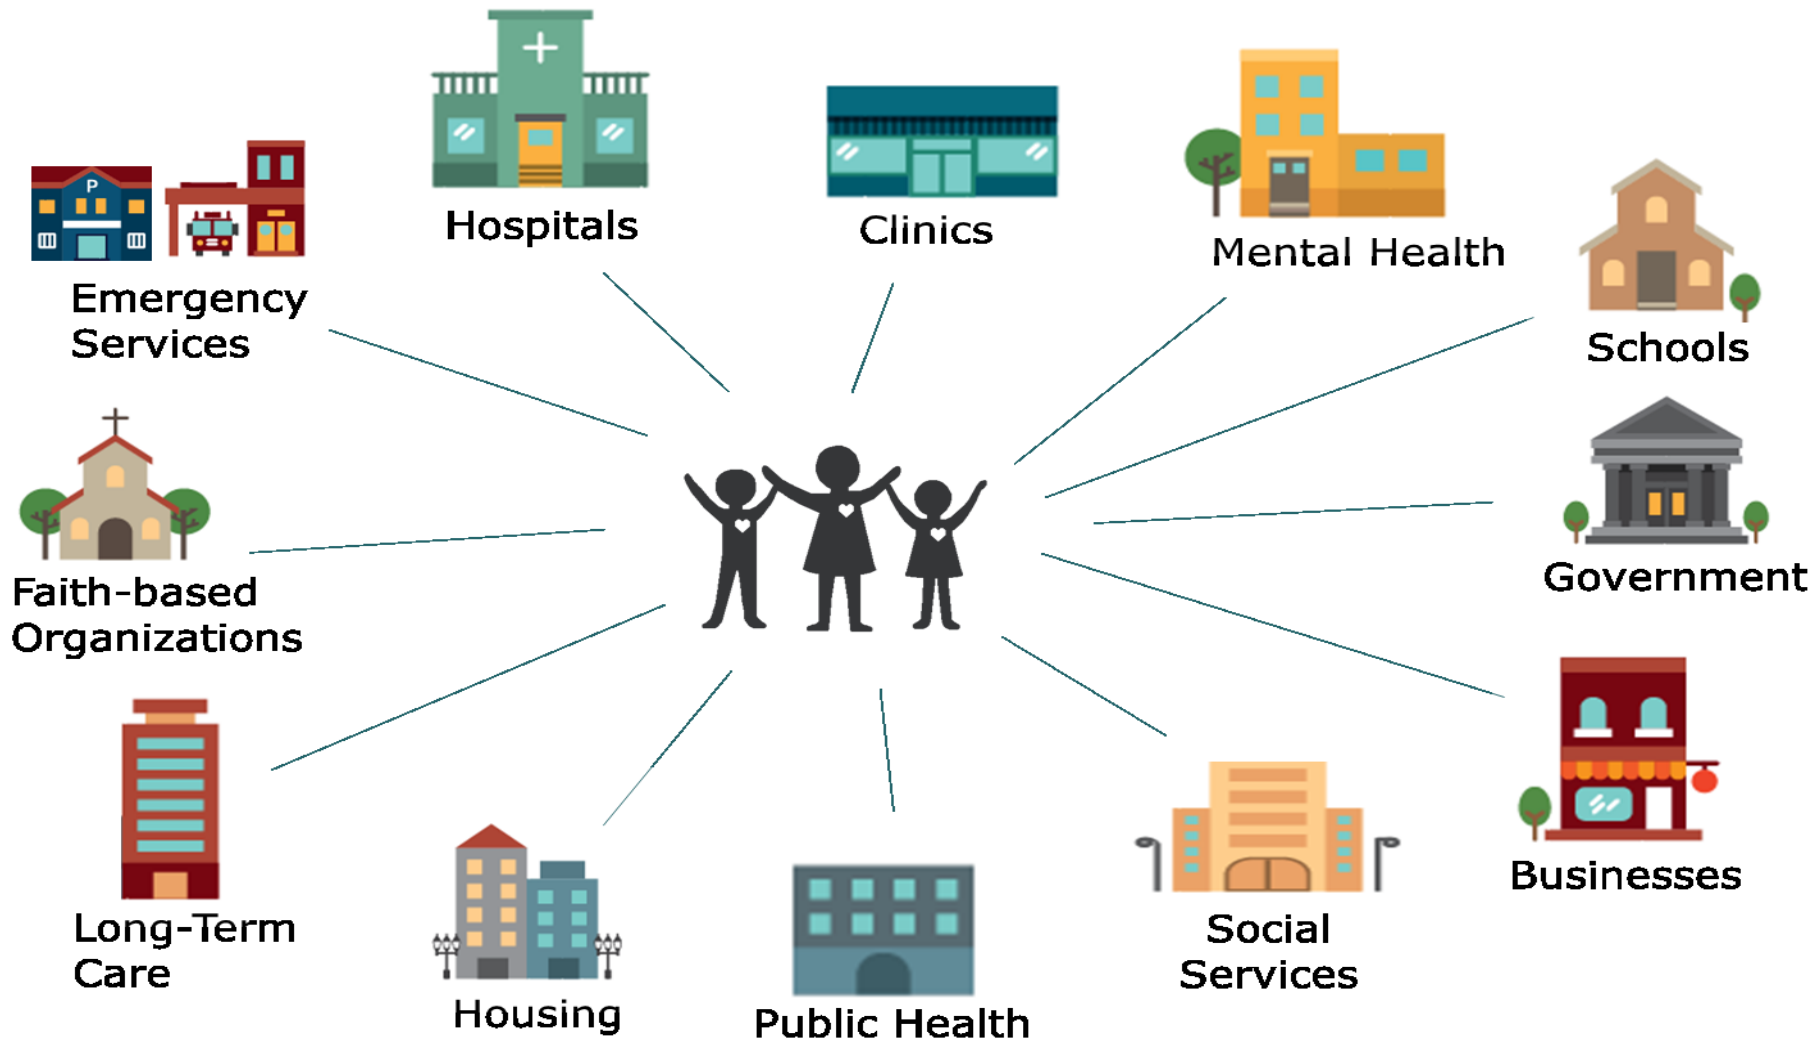 Hospitals
Clinics
Mental Health
P
Emergency
Services
Schools
Faith-based
Organizations
Government
Long-Term
Care
Housing
Public Health
Social
Services
Businesses